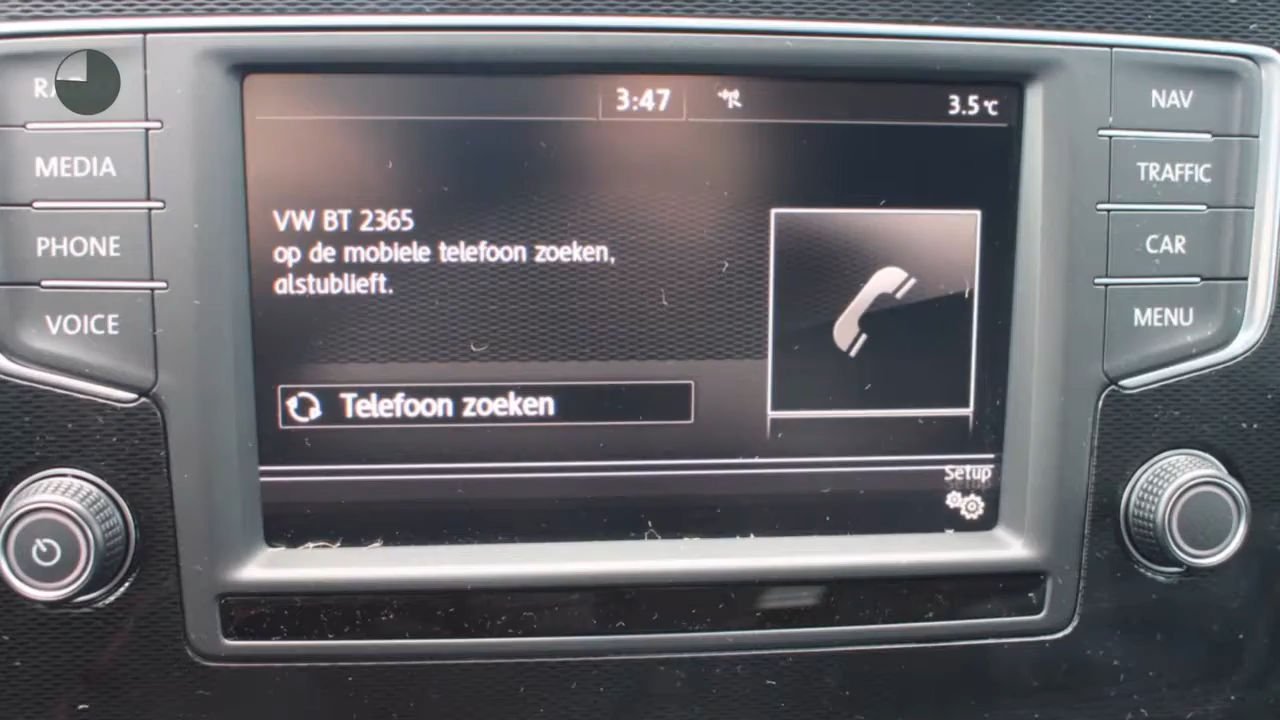 3:47
3.5 °C
NAV
MEDIA
TRAFFIC
VW BT 2365
op de mobiele telefoon zoeken,
alstublieft.
PHONE
CAR
VOICE
MENU
Telefoon zoeken
Setup